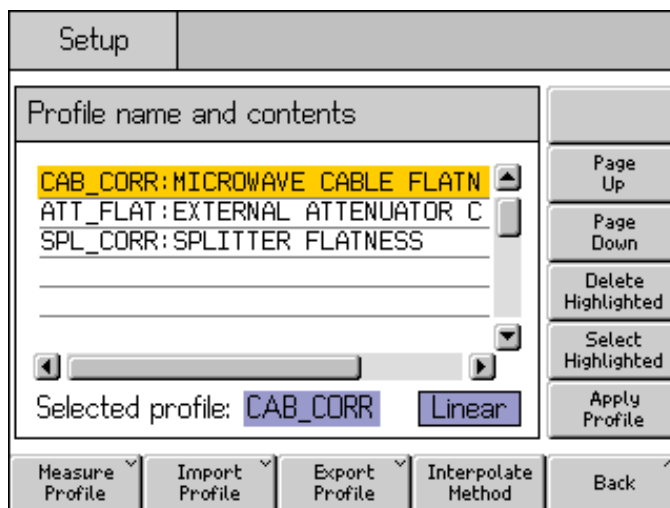 Setup
Profile name and contents
CAB_CORR:MICROWAVE CABLE FLATN
ATT_FLAT:EXTERNAL ATTENUATOR C
SPL_CORR:SPLITTER FLATNESS
Selected profile: CAB_CORR Linear
Page
Up
Page
Down
Delete
Highlighted
Select
Highlighted
Apply
Profile
Measure
Profile
Import
Profile
Export
Profile
Interpolate
Method
Back